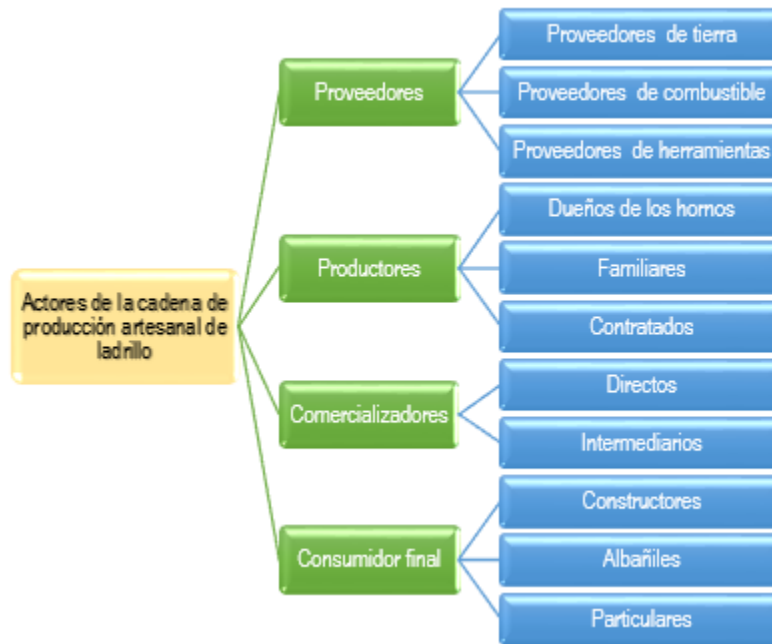 Actores de la cadena de
producción artesanal de
ladrillo
Proveedores
Proveedores de tierra
Proveedores de combustible
Proveedores de herramientas
Productores
Dueños de los hornos
Familiares
Contratados
Comercializadores
Directos
Intermediarios
Consumidor final
Constructores
Albañiles
Particulares